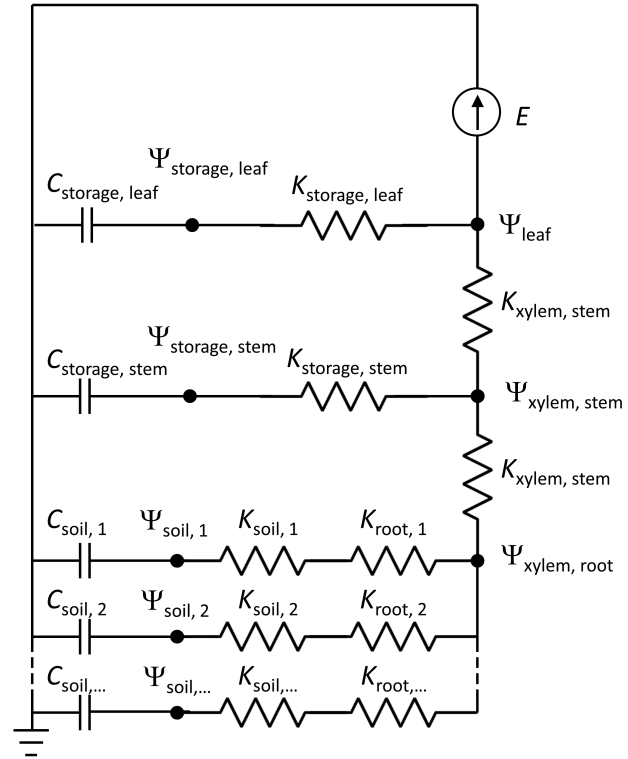 E
Ψstorage, leaf
Cstorage, leaf
Kstorage, leaf
Ψleaf
Kxylem, stem
Ψstorage, stem
Cstorage, stem
Kstorage, stem
Ψxylem, stem
Kxylem, stem
Csoil, 1
Ψsoil, 1
Ksoil, 1
Kroot, 1
Ψxylem, root
Csoil, 2
Ψsoil, 2
Ksoil, 2
Kroot, 2
Csoil,...
Ψsoil,...
Ksoil,...
Kroot,...